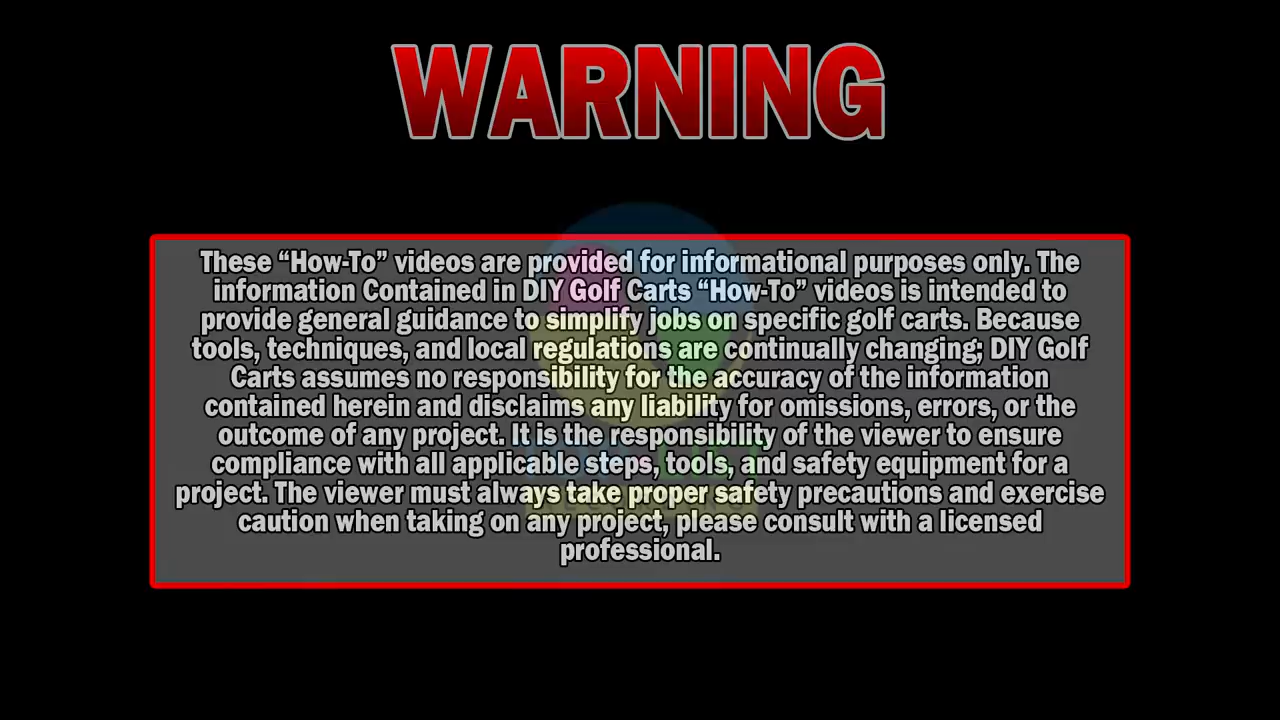 WARNING
These “How-To” videos are provided for informational purposes only. The
information Contained in DIY Golf Carts “How-To” videos is intended to
provide general guidance to simplify jobs on specific golf carts. Because
tools, techniques, and local regulations are continually changing; DIY Golf
Carts assumes no responsibility for the accuracy of the information
contained herein and disclaims any liability for omissions, errors, or the
outcome of any project. It is the responsibility of the viewer to ensure
compliance with all applicable steps, tools, and safety equipment for a
project. The viewer must always take proper safety precautions and exercise
caution when taking on any project, please consult with a licensed
professional.